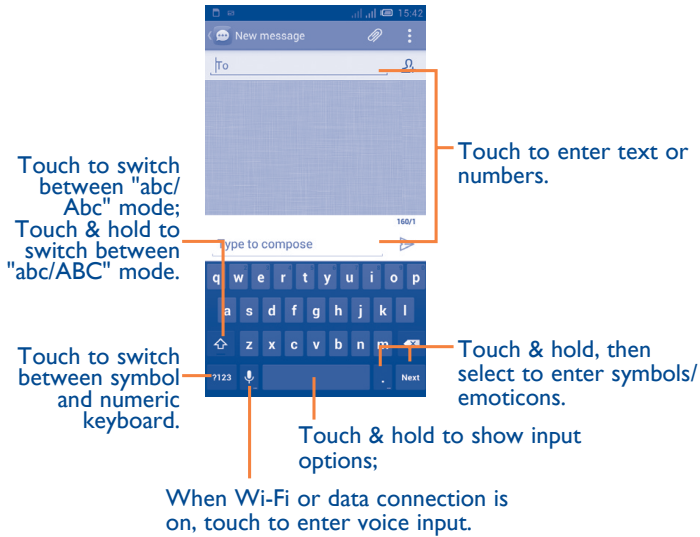 15:42
New message
To
Touch to switch
between "abc/
Abc" mode;
Touch & hold to
switch between
"abc/ABC" mode.
Touch to enter text or
numbers.
160/1
Type to compose
q w e r t y u i o p
a s d f g h j k l
z x c v b n m
?123 . Next
Touch to switch
between symbol
and numeric
keyboard.
Touch & hold, then
select to enter symbols/
emoticons.
Touch & hold to show input
options;
When Wi-Fi or data connection is
on, touch to enter voice input.